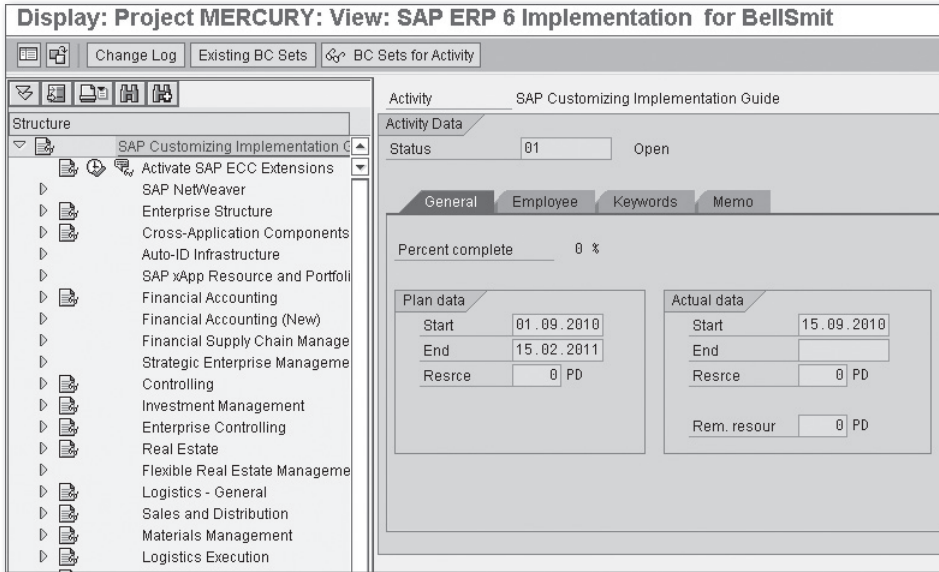 Display: Project MERCURY: View: SAP ERP 6 Implementation for BellSmit
Change Log Existing BC Sets BC Sets for Activity
Structure
SAP Customizing Implementation G
Activate SAP ECC Extensions
SAP NetWeaver
Enterprise Structure
Cross-Application Components
Auto-ID Infrastructure
SAP xApp Resource and Portfoli
Financial Accounting
Financial Accounting (New)
Financial Supply Chain Manage
Strategic Enterprise Manageme
Controlling
Investment Management
Enterprise Controlling
Real Estate
Flexible Real Estate Manageme
Logistics - General
Sales and Distribution
Materials Management
Logistics Execution
Activity SAP Customizing Implementation Guide
Activity Data
Status 01 Open
General Employee Keywords Memo
Percent complete 0 %
Plan data
Start 01.09.2010
End 15.02.2011
Resrce 0 PD
Actual data
Start 15.09.2010
End
Resrce 0 PD
Rem. resour 0 PD